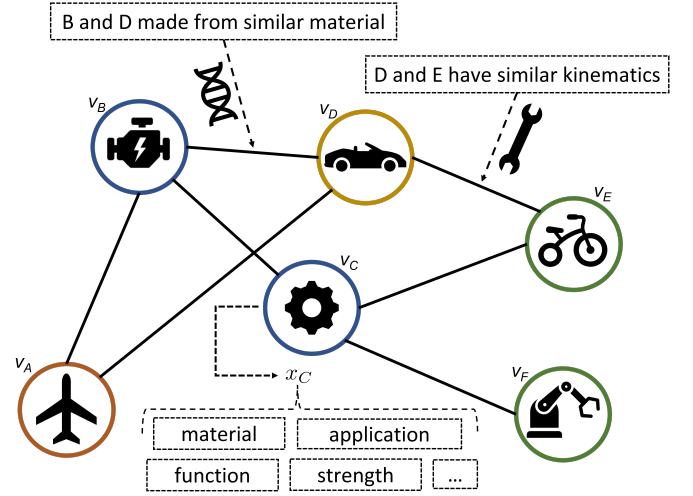 B and D made from similar material
D and E have similar kinematics
v_B
v_D
v_E
v_C
v_A
x_C
v_F
material
application
function
strength
...